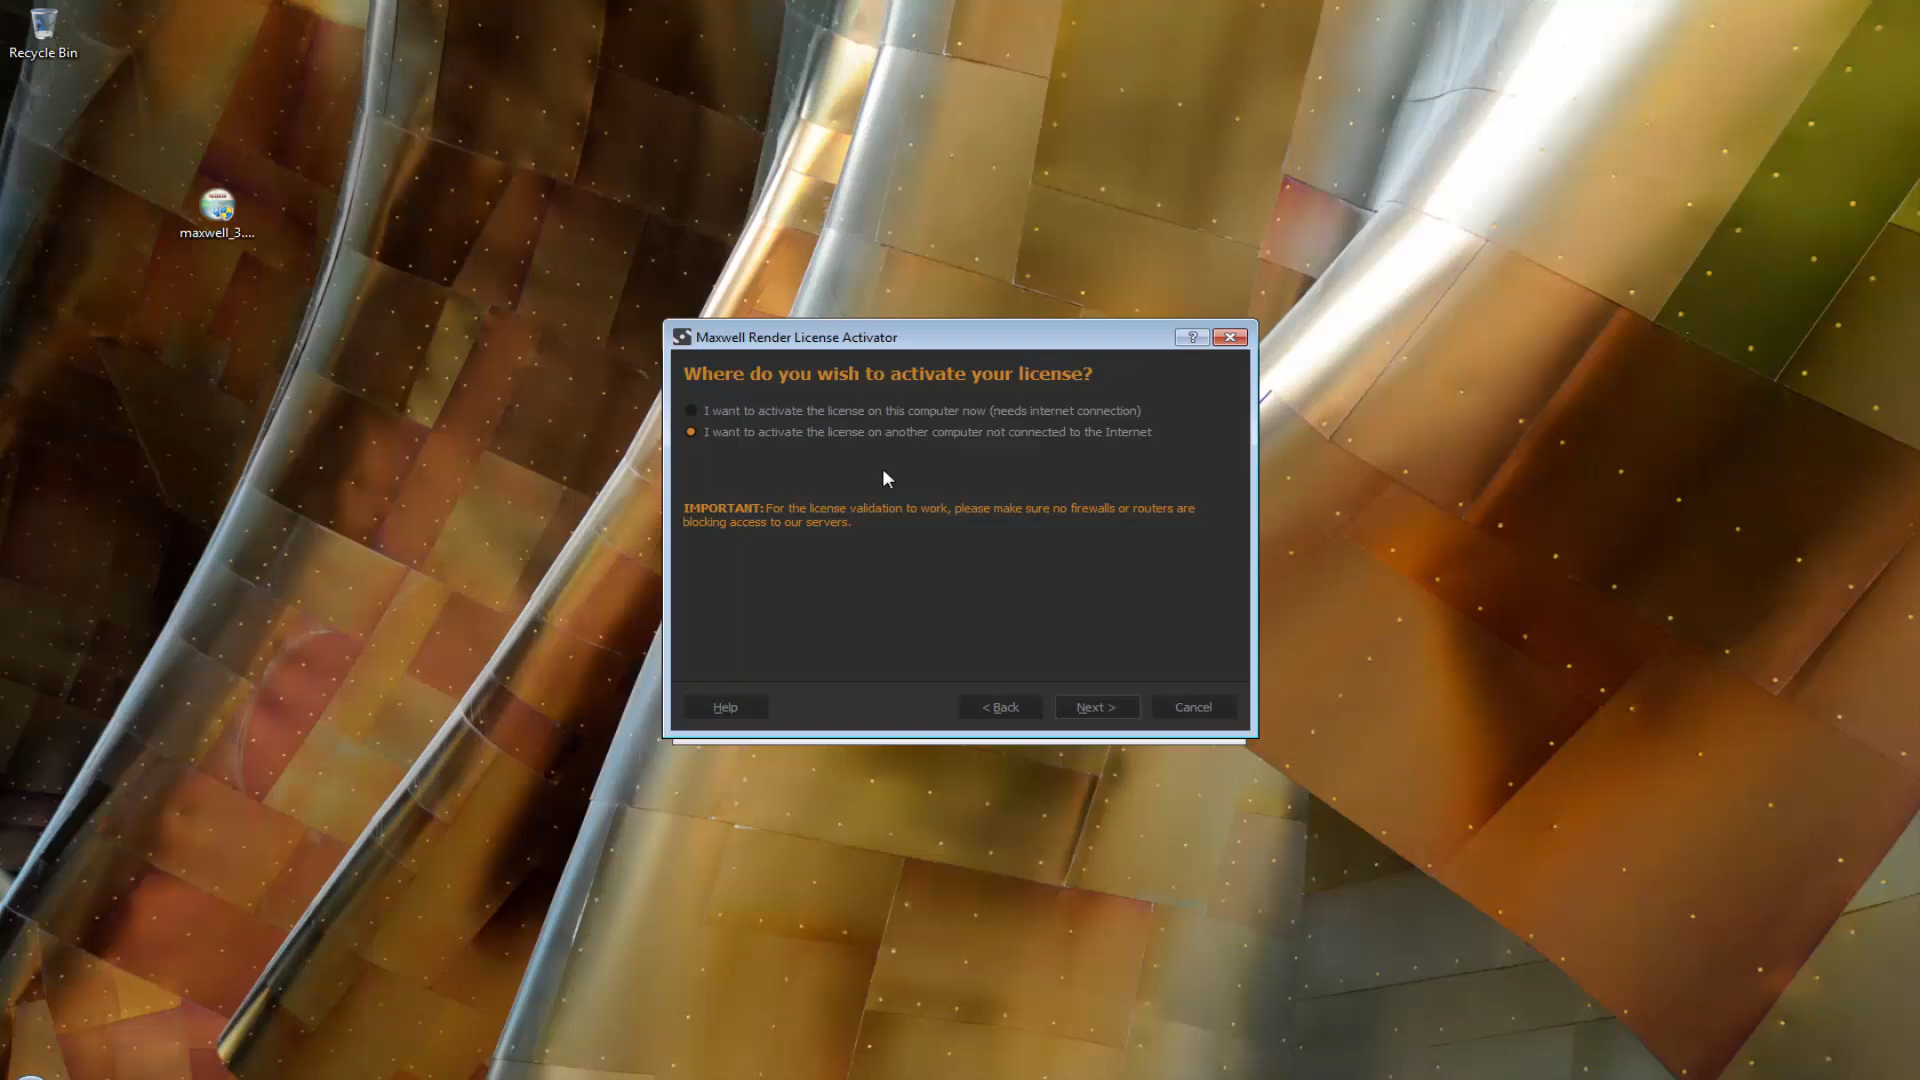 Recycle Bin
maxwell_3....
Maxwell Render License Activator
Where do you wish to activate your license?
I want to activate the license on this computer now (needs internet connection)
I want to activate the license on another computer not connected to the Internet
IMPORTANT: For the license validation to work, please make sure no firewalls or routers are
blocking access to our servers.
Help
< Back
Next >
Cancel